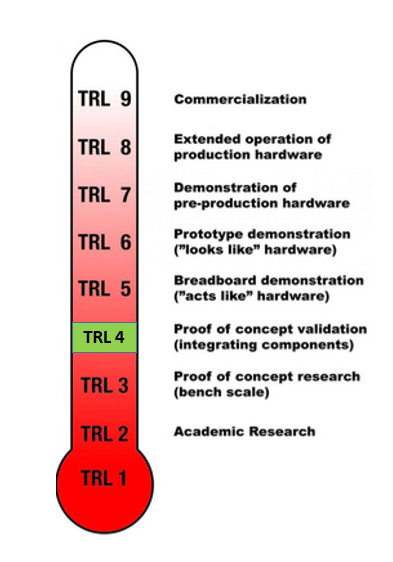 TRL 9 Commercialization
TRL 8 Extended operation of
production hardware
TRL 7 Demonstration of
pre-production hardware
TRL 6 Prototype demonstration
("looks like" hardware)
TRL 5 Breadboard demonstration
("acts like" hardware)
TRL 4 Proof of concept validation
(integrating components)
TRL 3 Proof of concept research
(bench scale)
TRL 2 Academic Research
TRL 1